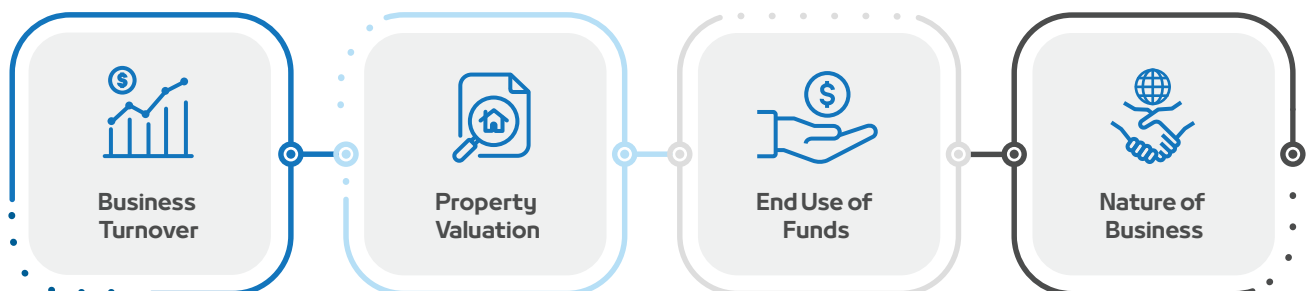 Business
Turnover
Property
Valuation
End Use of
Funds
Nature of
Business